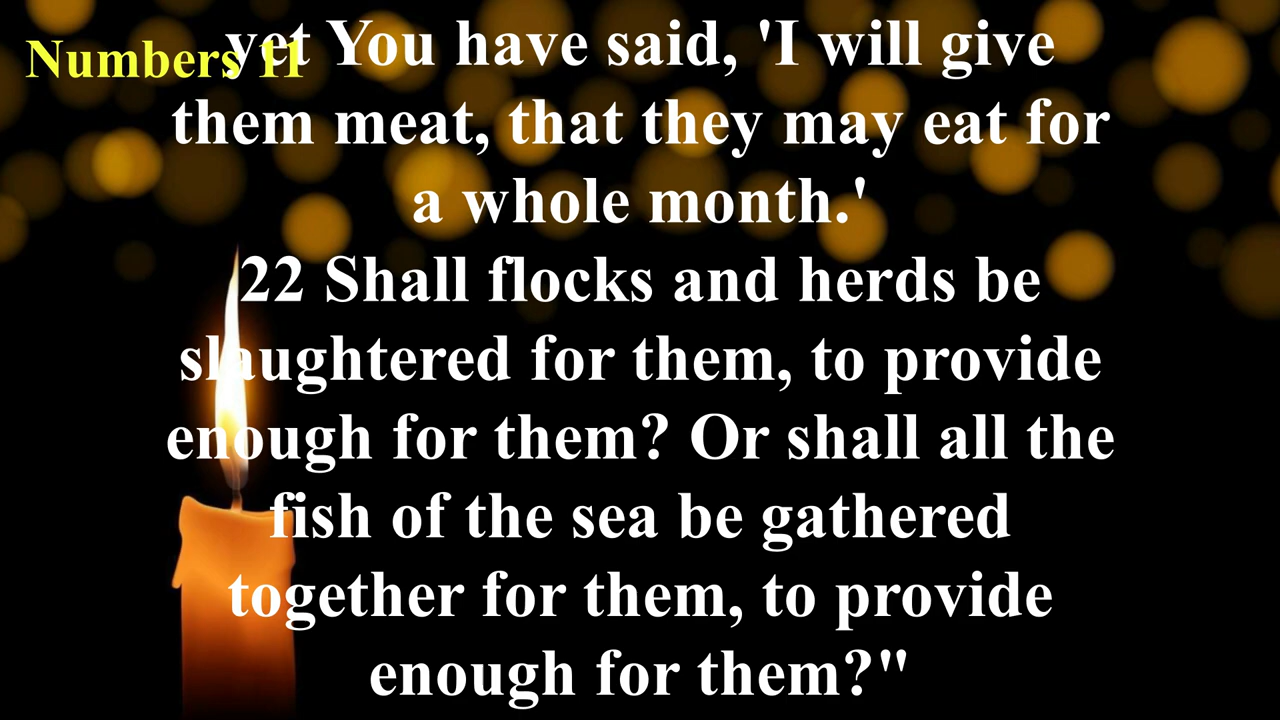 Numbers 11
yet You have said, 'I will give
them meat, that they may eat for
a whole month.'
22 Shall flocks and herds be
slaughtered for them, to provide
enough for them? Or shall all the
fish of the sea be gathered
together for them, to provide
enough for them?"